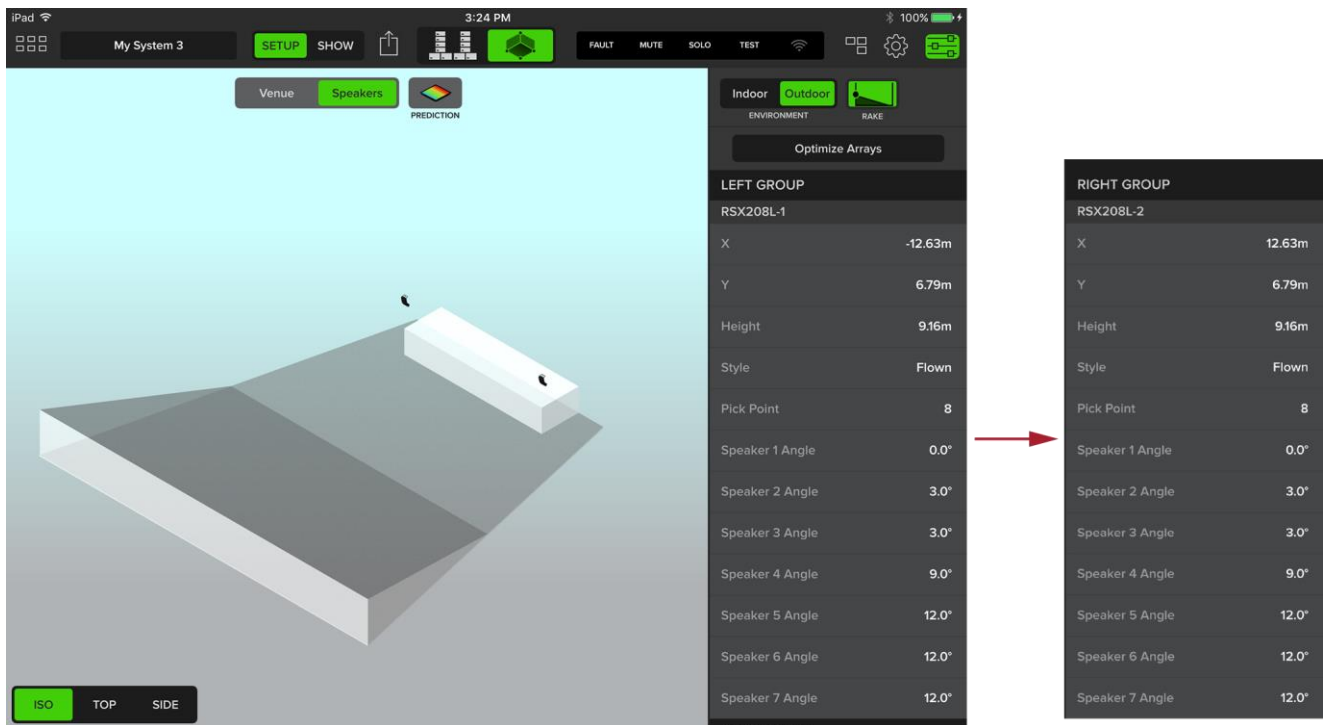 iPad 3:24 PM 100%
My System 3 SETUP SHOW FAULT MUTE SOLO TEST
Venue Speakers
PREDICTION
Indoor Outdoor
ENVIRONMENT RAKE
Optimize Arrays
LEFT GROUP
RSX208L-1
X -12.63m
Y 6.79m
Height 9.16m
Style Flown
Pick Point 8
Speaker 1 Angle 0.0°
Speaker 2 Angle 3.0°
Speaker 3 Angle 3.0°
Speaker 4 Angle 9.0°
Speaker 5 Angle 12.0°
Speaker 6 Angle 12.0°
Speaker 7 Angle 12.0°
ISO TOP SIDE
RIGHT GROUP
RSX208L-2
X 12.63m
Y 6.79m
Height 9.16m
Style Flown
Pick Point 8
Speaker 1 Angle 0.0°
Speaker 2 Angle 3.0°
Speaker 3 Angle 3.0°
Speaker 4 Angle 9.0°
Speaker 5 Angle 12.0°
Speaker 6 Angle 12.0°
Speaker 7 Angle 12.0°